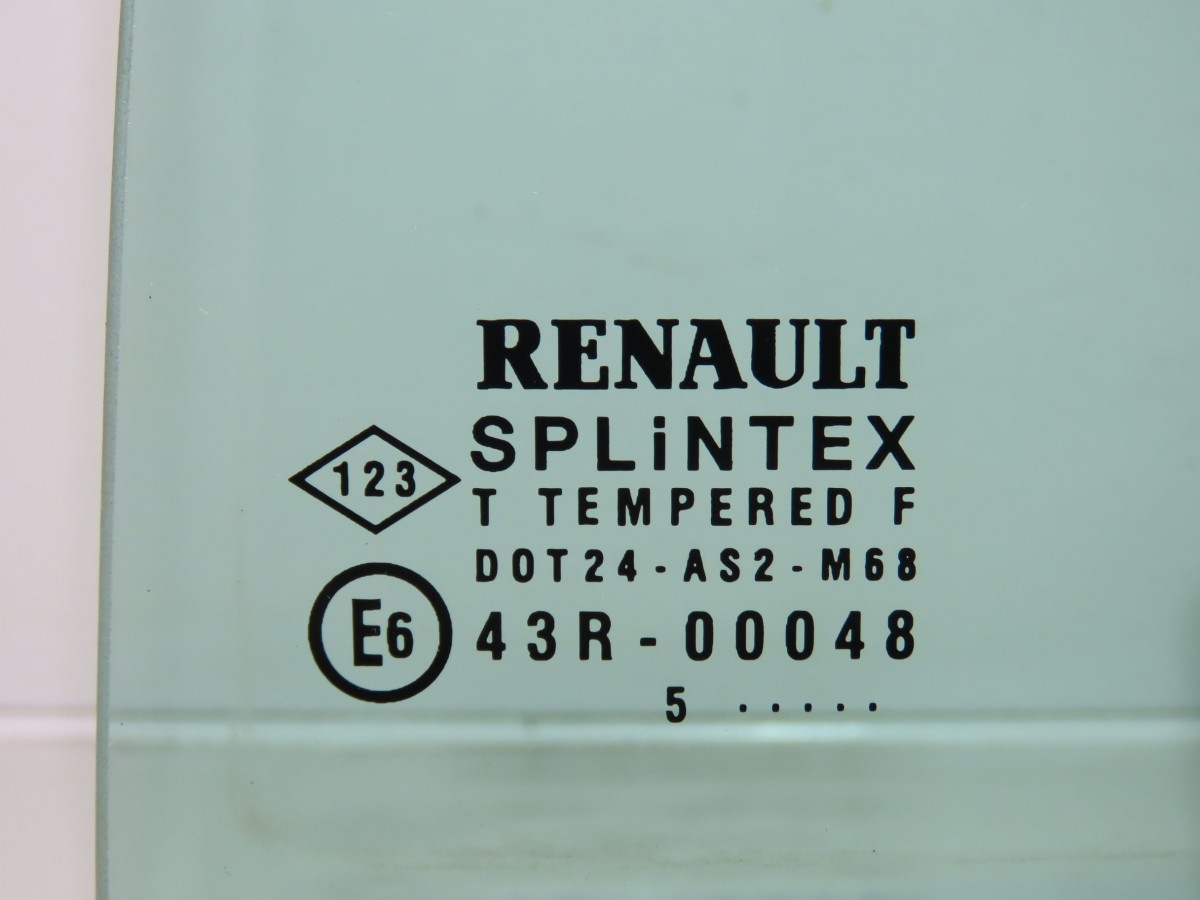 RENAULT
SPLiNTEX
123
T TEMPERED F
DOT24-AS2-M68
E6
43R-00048
5 .....